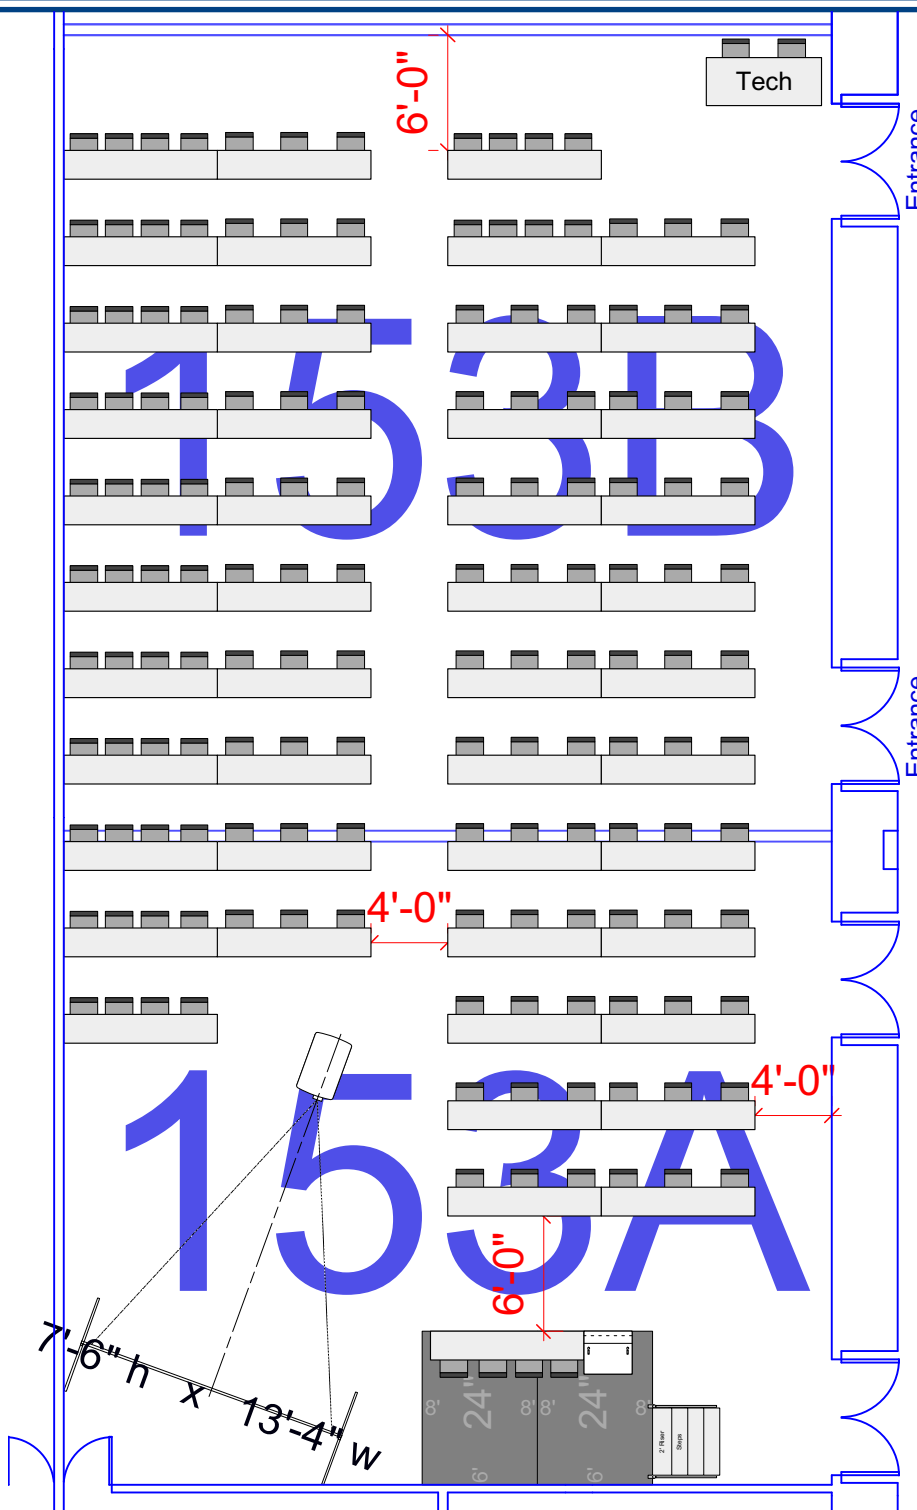 6'-0"
Tech
Entrance
153B
Entrance
4'-0"
153A
4'-0"
6'-0"
7'-6" h x 13'-4" w
8' 24" 8' 8' 24" 8'
6' 6'
2' Riser
Steps